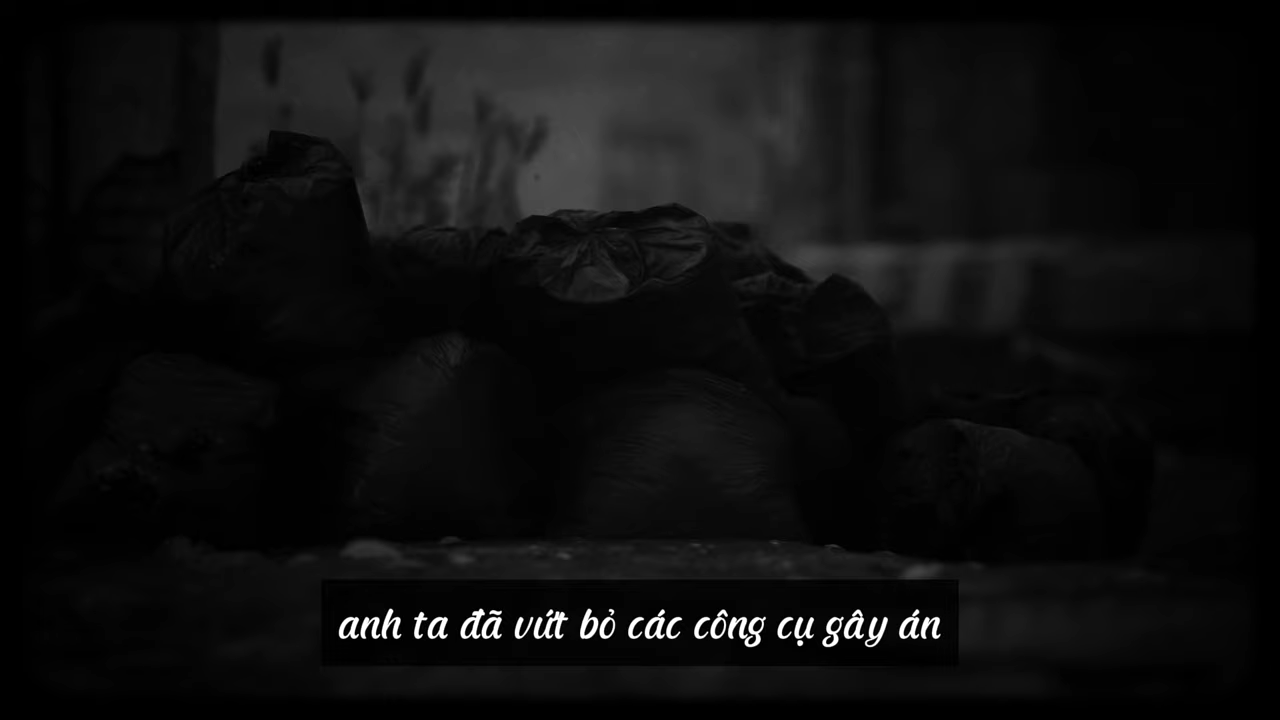 anh ta đã vứt bỏ các công cụ gây án